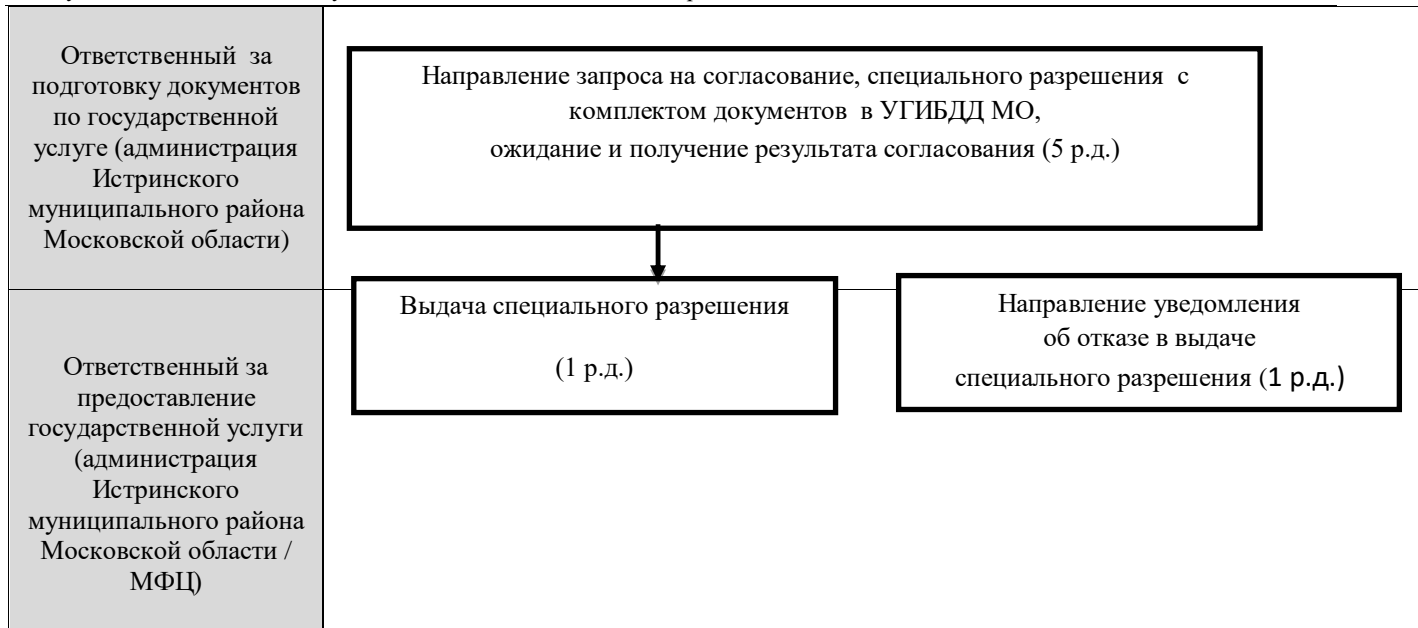 Ответственный за
подготовку документов
по государственной
услуге (администрация
Истринского
муниципального района
Московской области)
Направление запроса на согласование, специального разрешения с
комплектом документов в УГИБДД МО,
ожидание и получение результата согласования (5 р.д.)
Ответственный за
предоставление
государственной услуги
(администрация
Истринского
муниципального района
Московской области /
МФЦ)
Выдача специального разрешения
(1 р.д.)
Направление уведомления
об отказе в выдаче
специального разрешения (1 р.д.)